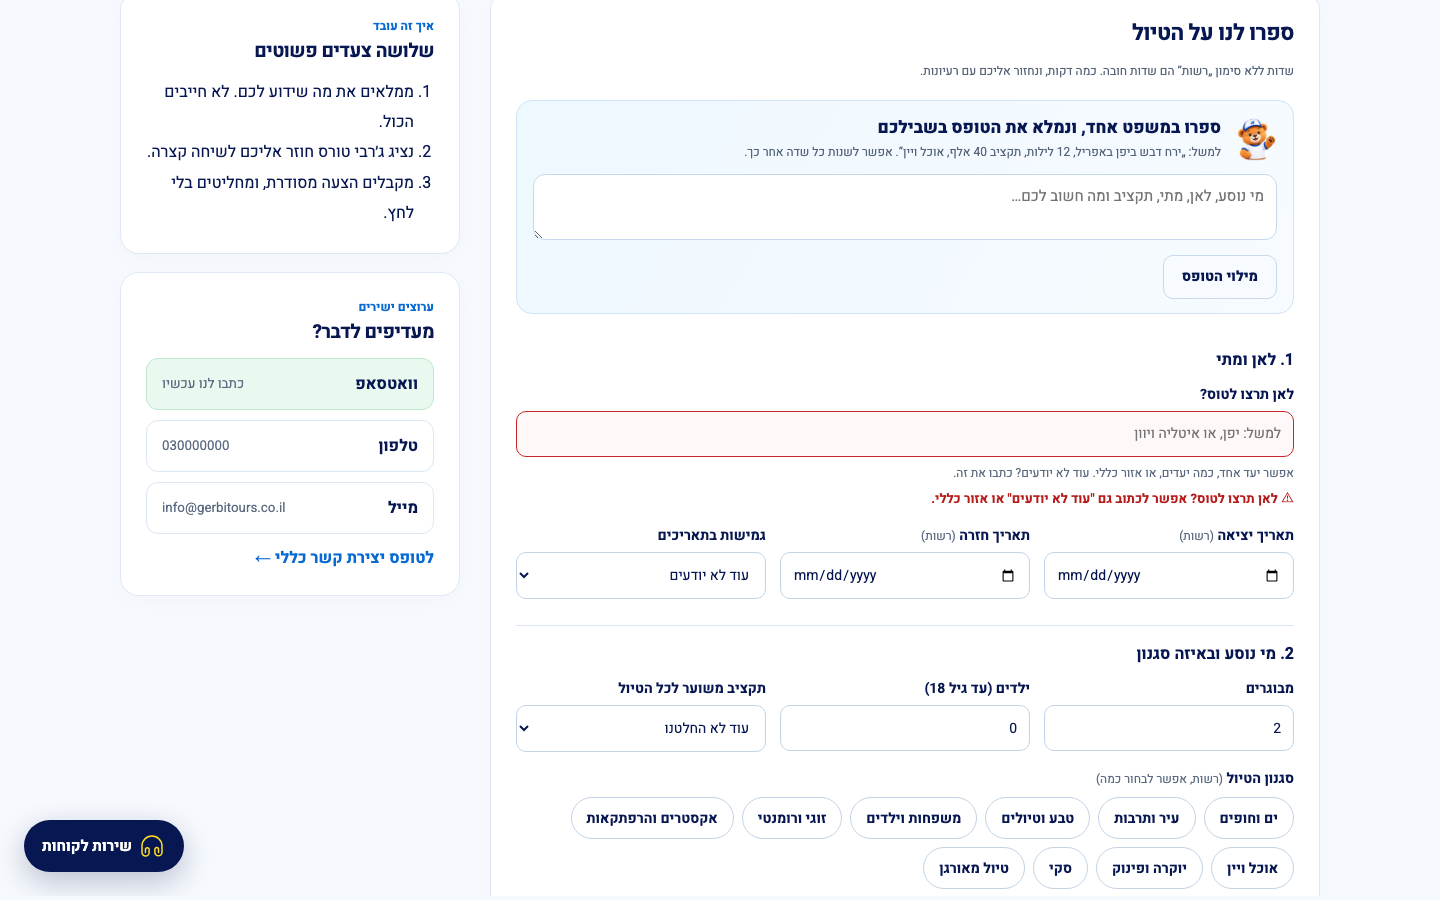 ספרו לנו על הטיול
שדות ללא סימון „רשות” הם שדות חובה. כמה דקות, ונחזור אליכם עם רעיונות.
ספרו במשפט אחד, ונמלא את הטופס בשבילכם
למשל: „ירח דבש ביפן באפריל, 12 לילות, תקציב 40 אלף, אוכל ויין”. אפשר לשנות כל שדה אחר כך.
מי נוסע, לאן, מתי, תקציב ומה חשוב לכם...
מילוי הטופס
1. לאן ומתי
לאן תרצו לטוס?
למשל: יפן, או איטליה ויוון
אפשר יעד אחד, כמה יעדים, או אזור כללי. עוד לא יודעים? כתבו את זה.
⚠ לאן תרצו לטוס? אפשר לכתוב גם "עוד לא יודעים" או אזור כללי.
תאריך יציאה (רשות)
mm/dd/yyyy
תאריך חזרה (רשות)
mm/dd/yyyy
גמישות בתאריכים
עוד לא יודעים
2. מי נוסע ובאיזה סגנון
מבוגרים
2
ילדים (עד גיל 18)
0
תקציב משוער לכל הטיול
עוד לא החלטנו
סגנון הטיול (רשות, אפשר לבחור כמה)
ים וחופים
עיר ותרבות
טבע וטיולים
משפחות וילדים
זוגי ורומנטי
אקסטרים והרפתקאות
אוכל ויין
יוקרה ופינוק
סקי
טיול מאורגן
איך זה עובד
שלושה צעדים פשוטים
1. ממלאים את מה שידוע לכם. לא חייבים
הכול.
2. נציג ג'רבי טורס חוזר אליכם לשיחה קצרה.
3. מקבלים הצעה מסודרת, ומחליטים בלי
לחץ.
ערוצים ישירים
מעדיפים לדבר?
וואטסאפ
כתבו לנו עכשיו
טלפון
030000000
מייל
info@gerbitours.co.il
לטופס יצירת קשר כללי ←
שירות לקוחות